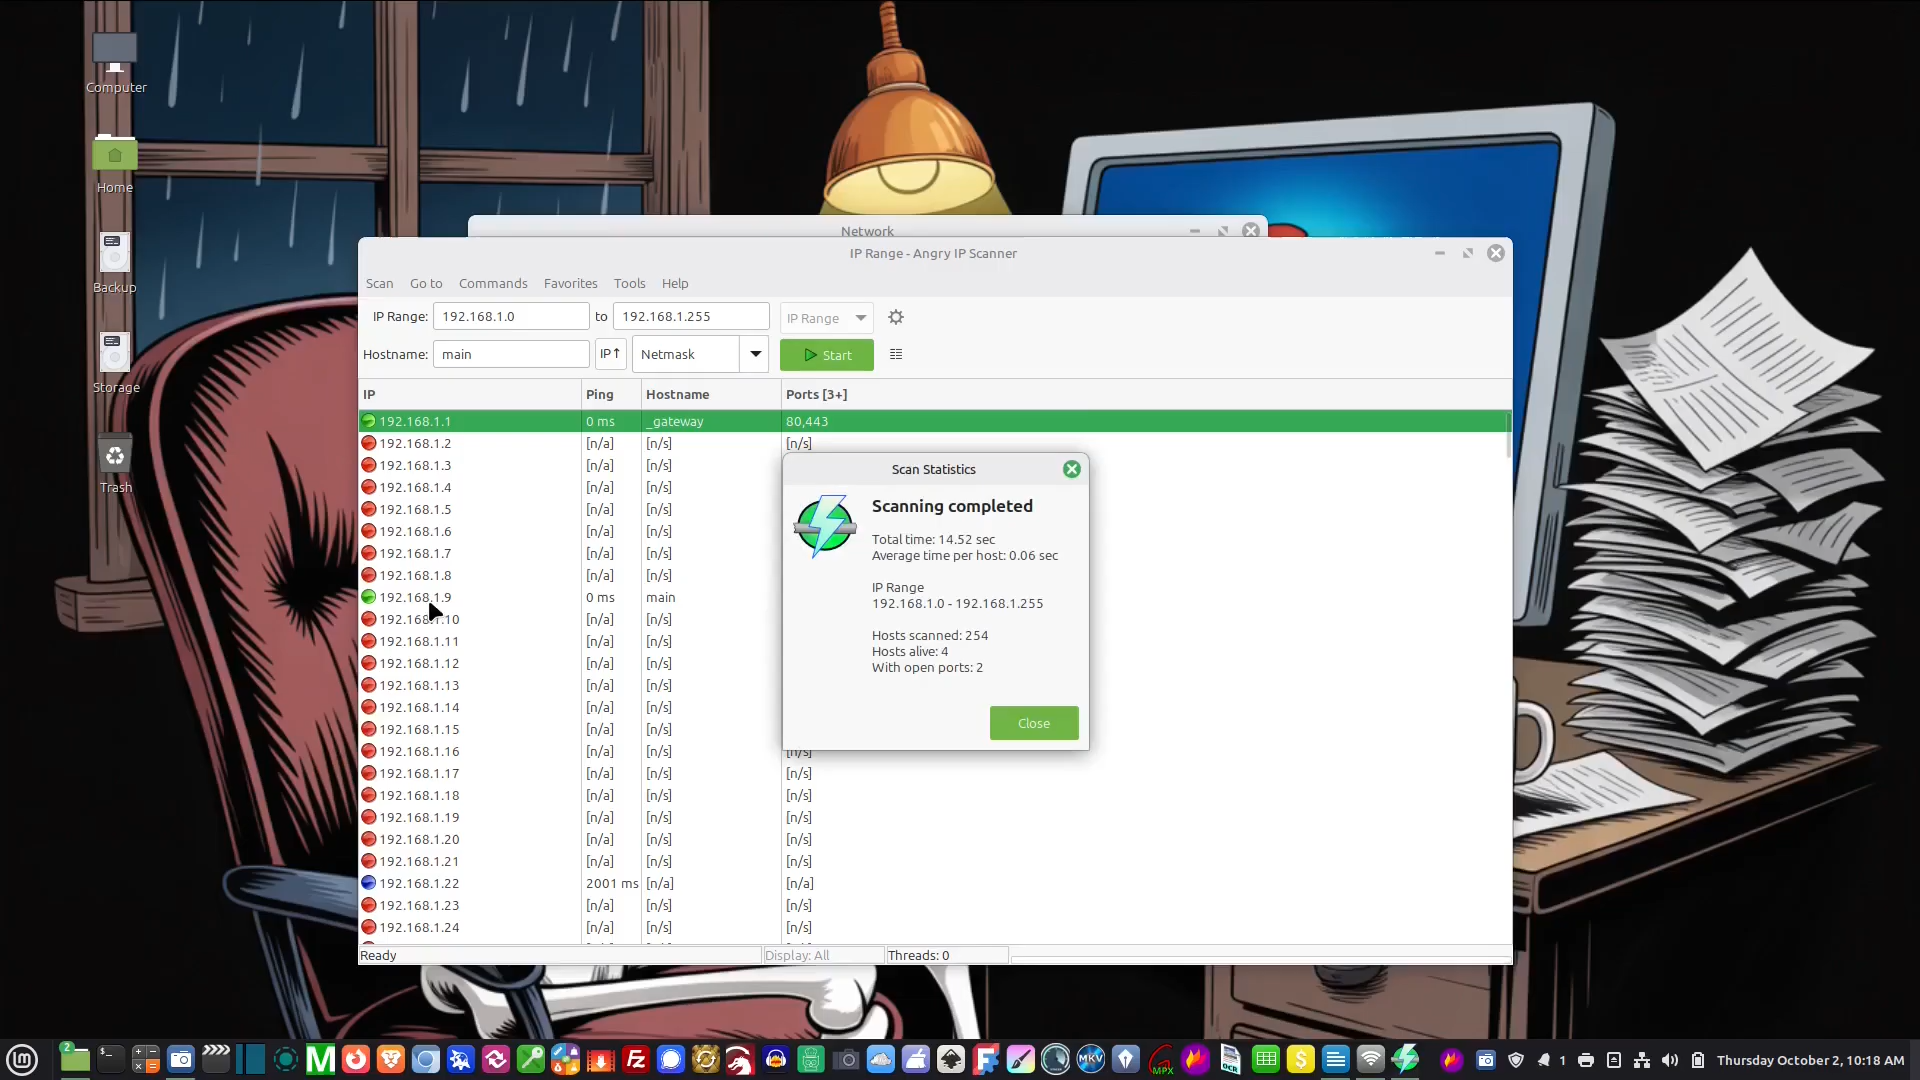 Computer
Home
Backup
Storage
Trash
Network
IP Range - Angry IP Scanner
Scan Go to Commands Favorites Tools Help
IP Range: 192.168.1.0 to 192.168.1.255 IP Range
Hostname: main IP↑ Netmask Start
IP Ping Hostname Ports [3+]
192.168.1.1 0 ms _gateway 80,443
192.168.1.2 [n/a] [n/s] [n/s]
192.168.1.3 [n/a] [n/s]
192.168.1.4 [n/a] [n/s]
192.168.1.5 [n/a] [n/s]
192.168.1.6 [n/a] [n/s]
192.168.1.7 [n/a] [n/s]
192.168.1.8 [n/a] [n/s]
192.168.1.9 0 ms main
192.168.1.10 [n/a] [n/s]
192.168.1.11 [n/a] [n/s]
192.168.1.12 [n/a] [n/s]
192.168.1.13 [n/a] [n/s]
192.168.1.14 [n/a] [n/s]
192.168.1.15 [n/a] [n/s]
192.168.1.16 [n/a] [n/s] [n/s]
192.168.1.17 [n/a] [n/s] [n/s]
192.168.1.18 [n/a] [n/s] [n/s]
192.168.1.19 [n/a] [n/s] [n/s]
192.168.1.20 [n/a] [n/s] [n/s]
192.168.1.21 [n/a] [n/s] [n/s]
192.168.1.22 2001 ms [n/a] [n/a]
192.168.1.23 [n/a] [n/s] [n/s]
192.168.1.24 [n/a] [n/s] [n/s]
Scan Statistics
Scanning completed
Total time: 14.52 sec
Average time per host: 0.06 sec
IP Range
192.168.1.0 - 192.168.1.255
Hosts scanned: 254
Hosts alive: 4
With open ports: 2
Close
Ready Display: All Threads: 0
2
M
Fz
MKV
MPX
OCR
1
Thursday October 2, 10:18 AM